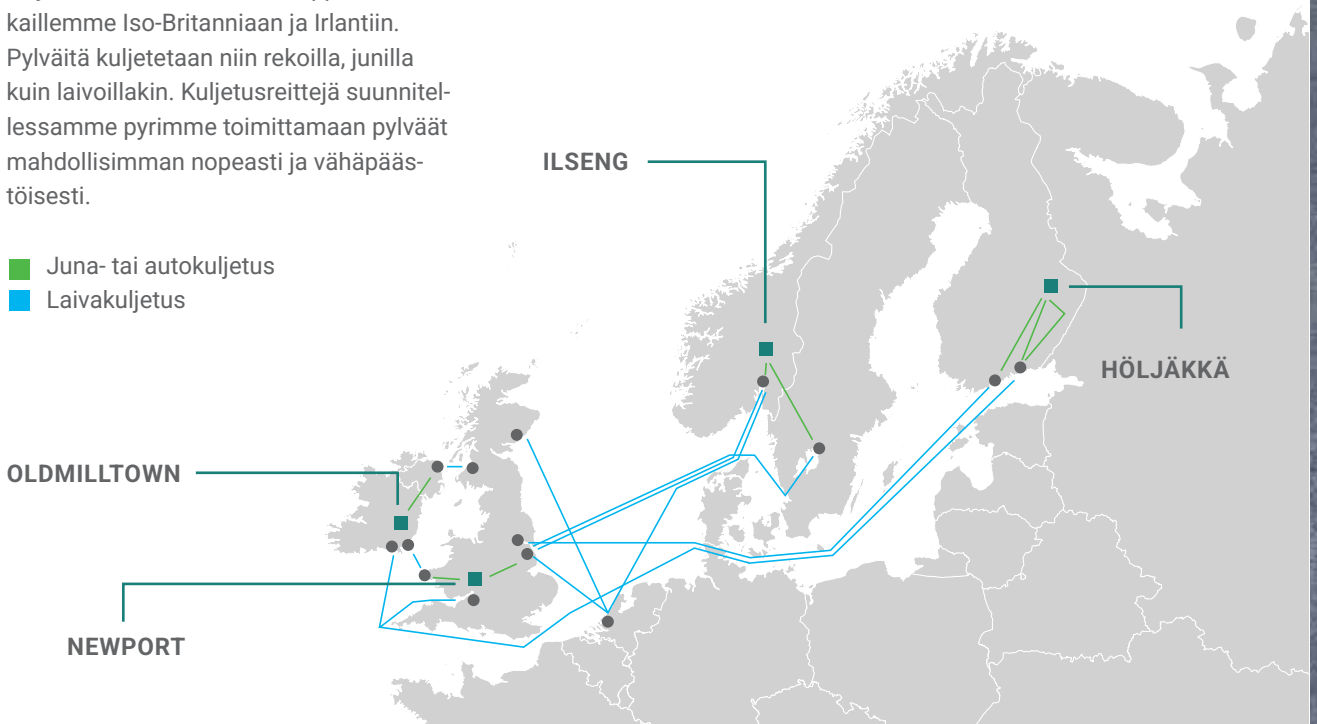 kaillemme Iso-Britanniaan ja Irlantiin.
Pylväitä kuljetetaan niin rekoilla, junilla
kuin laivoillakin. Kuljetusreittejä suunnitel-
lessamme pyrimme toimittamaan pylväät
mahdollisimman nopeasti ja vähäpääs-
töisesti.
Juna- tai autokuljetus
Laivakuljetus
ILSENG
HÖLJÄKKÄ
OLDMILLTOWN
NEWPORT